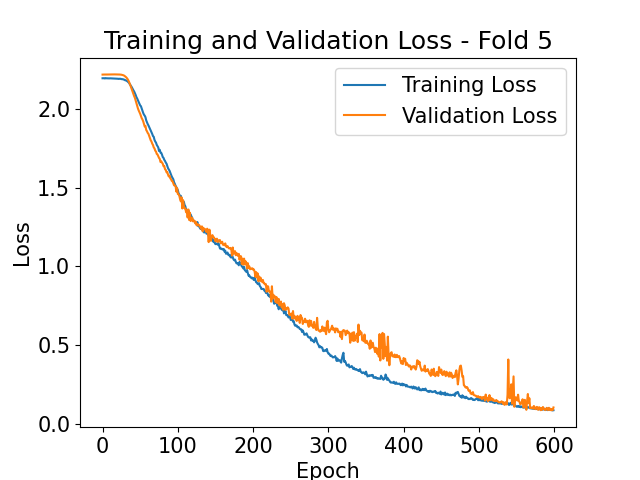 Training and Validation Loss - Fold 5
Training Loss
Validation Loss
Loss
2.0
1.5
1.0
0.5
0.0
0 100 200 300 400 500 600
Epoch